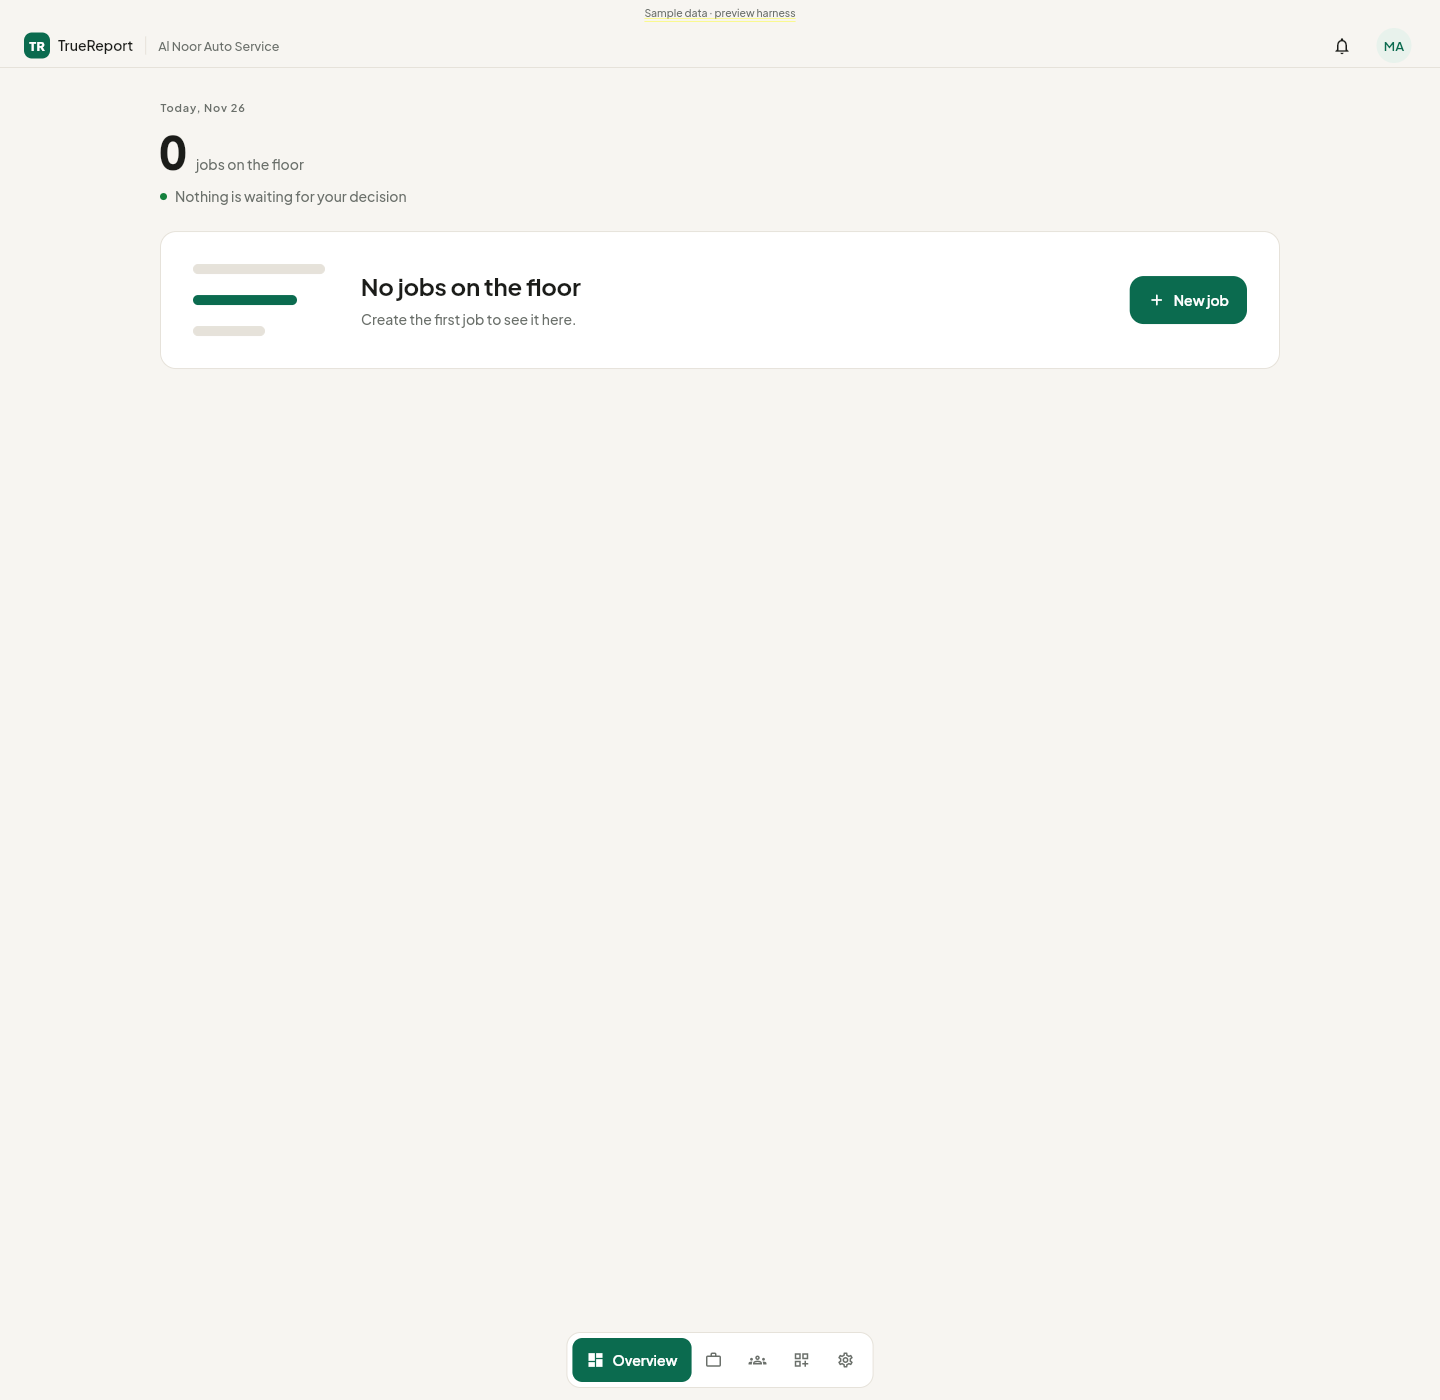 Sample data · preview harness
TR TrueReport Al Noor Auto Service MA
Today, Nov 26
0 jobs on the floor
Nothing is waiting for your decision
No jobs on the floor
Create the first job to see it here.
+ New job
Overview